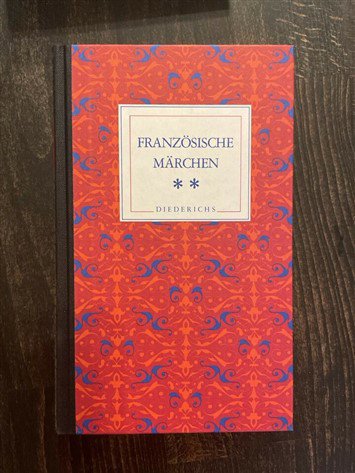 FRANZÖSISCHE
MÄRCHEN
* *
DIEDERICHS